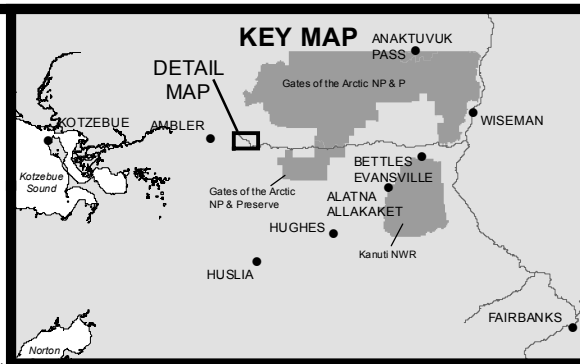 KEY MAP
ANAKTUVUK
PASS
DETAIL
MAP
Gates of the Arctic NP & P
KOTZEBUE
AMBLER
WISEMAN
Kotzebue
Sound
BETTLES
EVANSVILLE
Gates of the Arctic
NP & Preserve
ALATNA
ALLAKAKET
HUGHES
Kanuti NWR
HUSLIA
FAIRBANKS
Norton